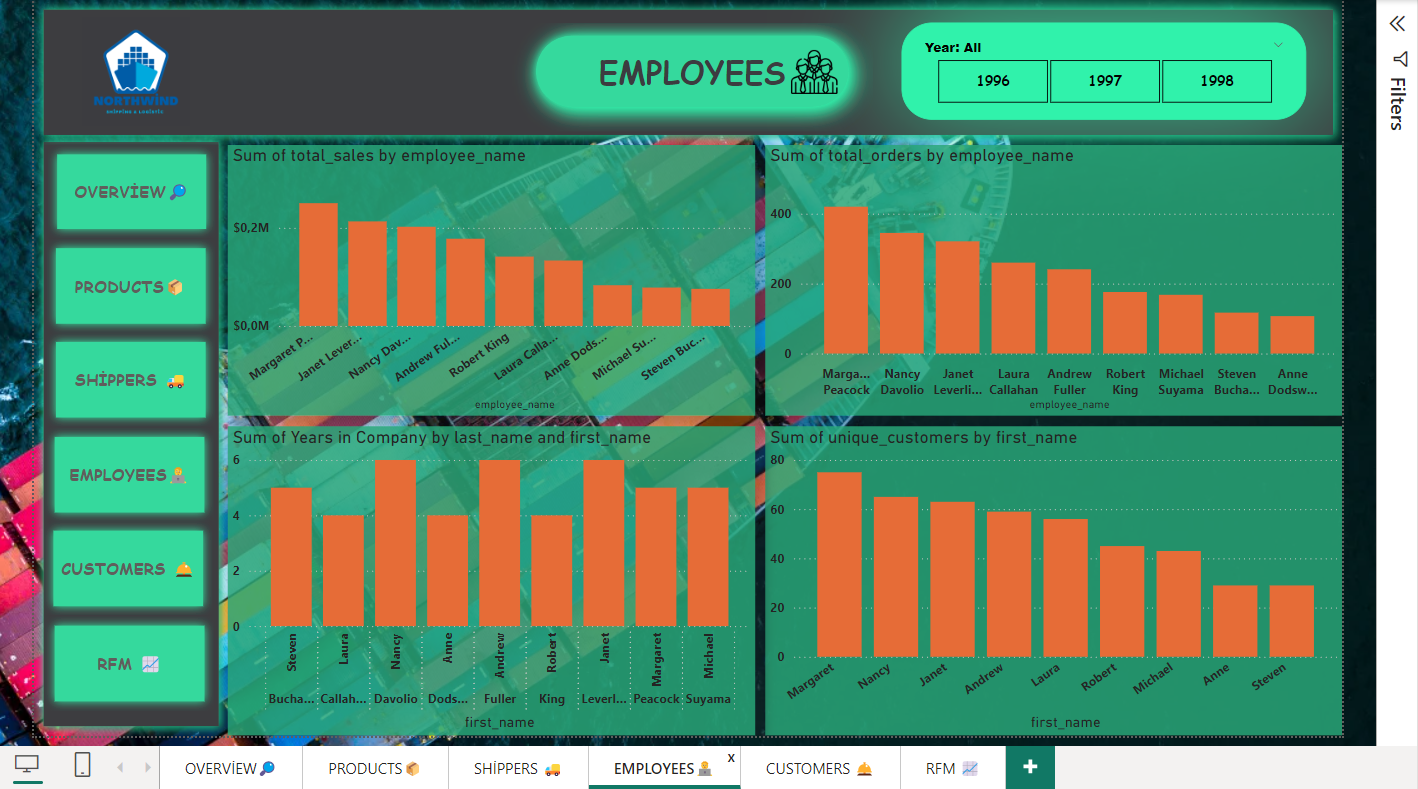 NORTHWIND
EMPLOYEES
Year: All
1996
1997
1998
Filters
OVERVİEW
PRODUCTS
SHİPPERS
EMPLOYEES
CUSTOMERS
RFM
Sum of total_sales by employee_name
$0,2M
$0,0M
Margaret P...
Janet Lever...
Nancy Dav...
Andrew Ful...
Robert King
Laura Calla...
Anne Dods...
Michael Su...
Steven Buc...
employee_name
Sum of total_orders by employee_name
400
200
0
Marga... Peacock
Nancy Davolio
Janet Leverli...
Laura Callahan
Andrew Fuller
Robert King
Michael Suyama
Steven Bucha...
Anne Dodsw...
employee_name
Sum of Years in Company by last_name and first_name
6
4
2
0
Steven
Laura
Nancy
Anne
Andrew
Robert
Janet
Margaret
Michael
Bucha...
Callah...
Davolio
Dods...
Fuller
King
Leverl...
Peacock
Suyama
first_name
Sum of unique_customers by first_name
80
60
40
20
0
Margaret
Nancy
Janet
Andrew
Laura
Robert
Michael
Anne
Steven
first_name
OVERVİEW
PRODUCTS
SHİPPERS
EMPLOYEES
x
CUSTOMERS
RFM